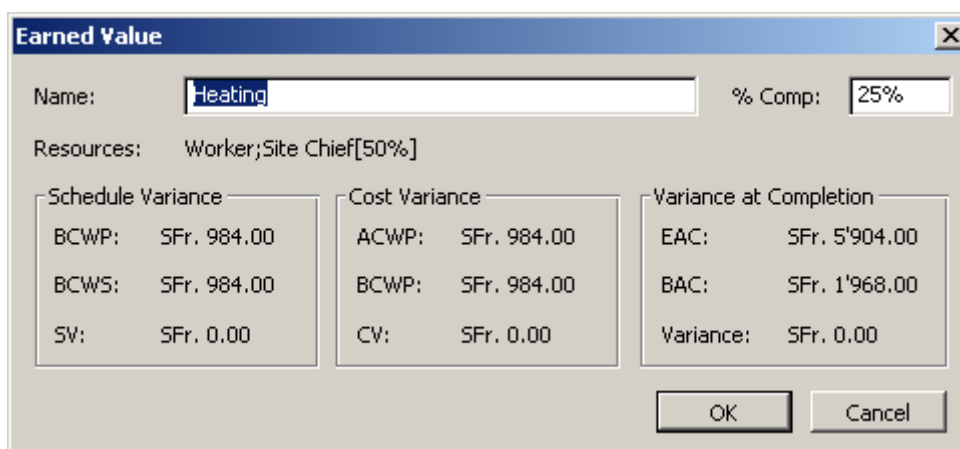 Earned Value
Name: Heating % Comp: 25%
Resources: Worker;Site Chief[50%]
Schedule Variance
BCWP: SFr. 984.00
BCWS: SFr. 984.00
SV: SFr. 0.00
Cost Variance
ACWP: SFr. 984.00
BCWP: SFr. 984.00
CV: SFr. 0.00
Variance at Completion
EAC: SFr. 5'904.00
BAC: SFr. 1'968.00
Variance: SFr. 0.00
OK Cancel